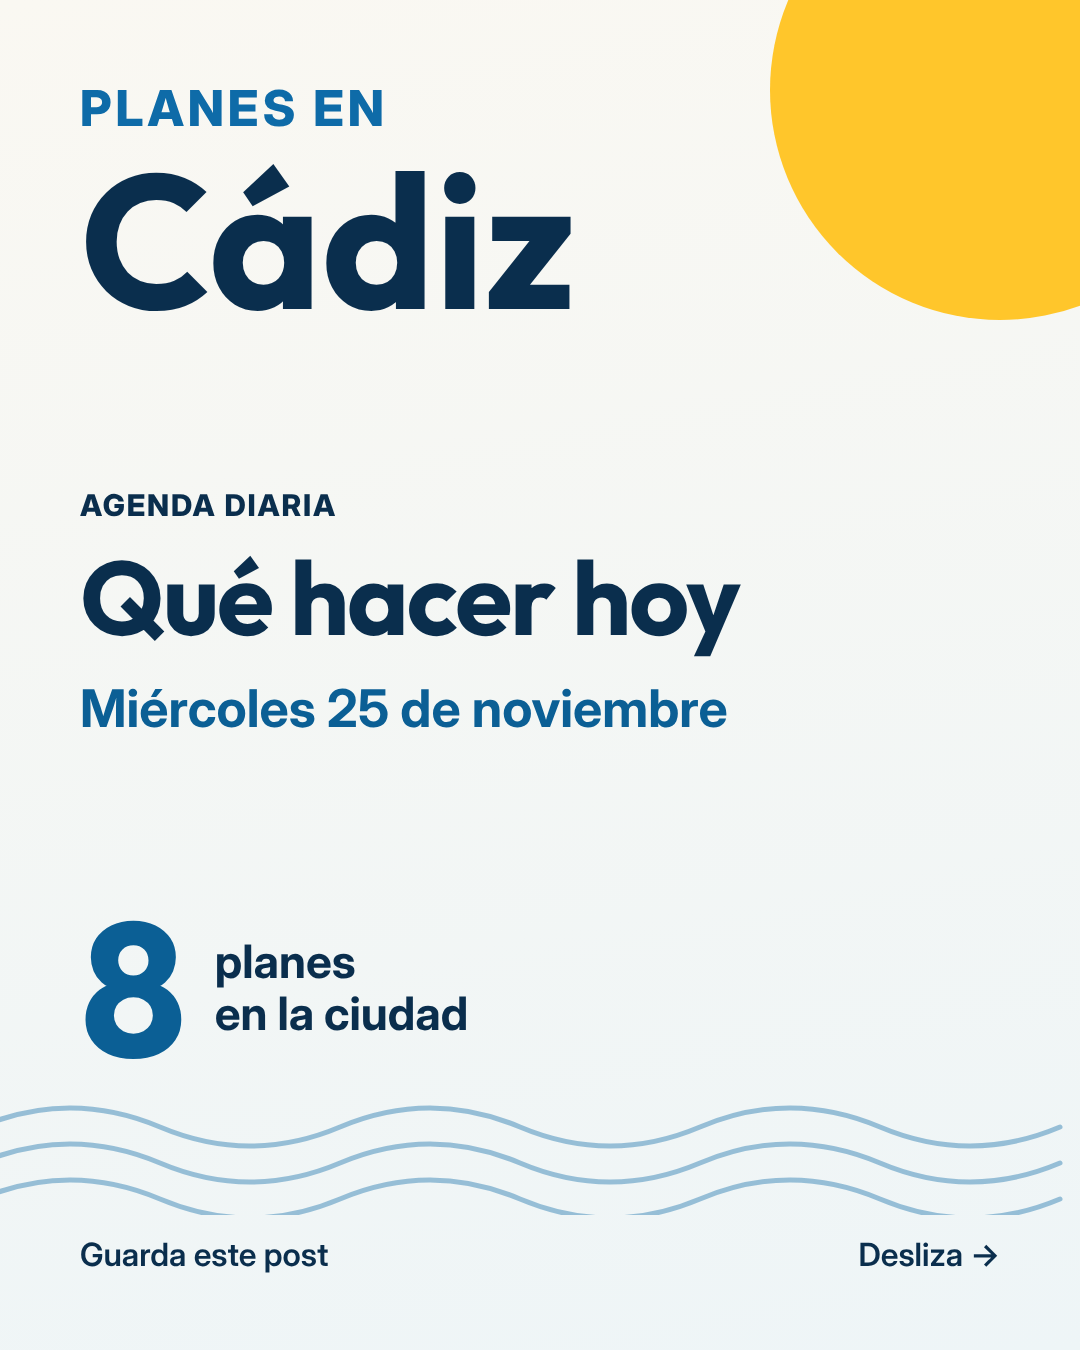 PLANES EN
Cádiz
AGENDA DIARIA
Qué hacer hoy
Miércoles 25 de noviembre
8
planes
en la ciudad
Guarda este post
Desliza →